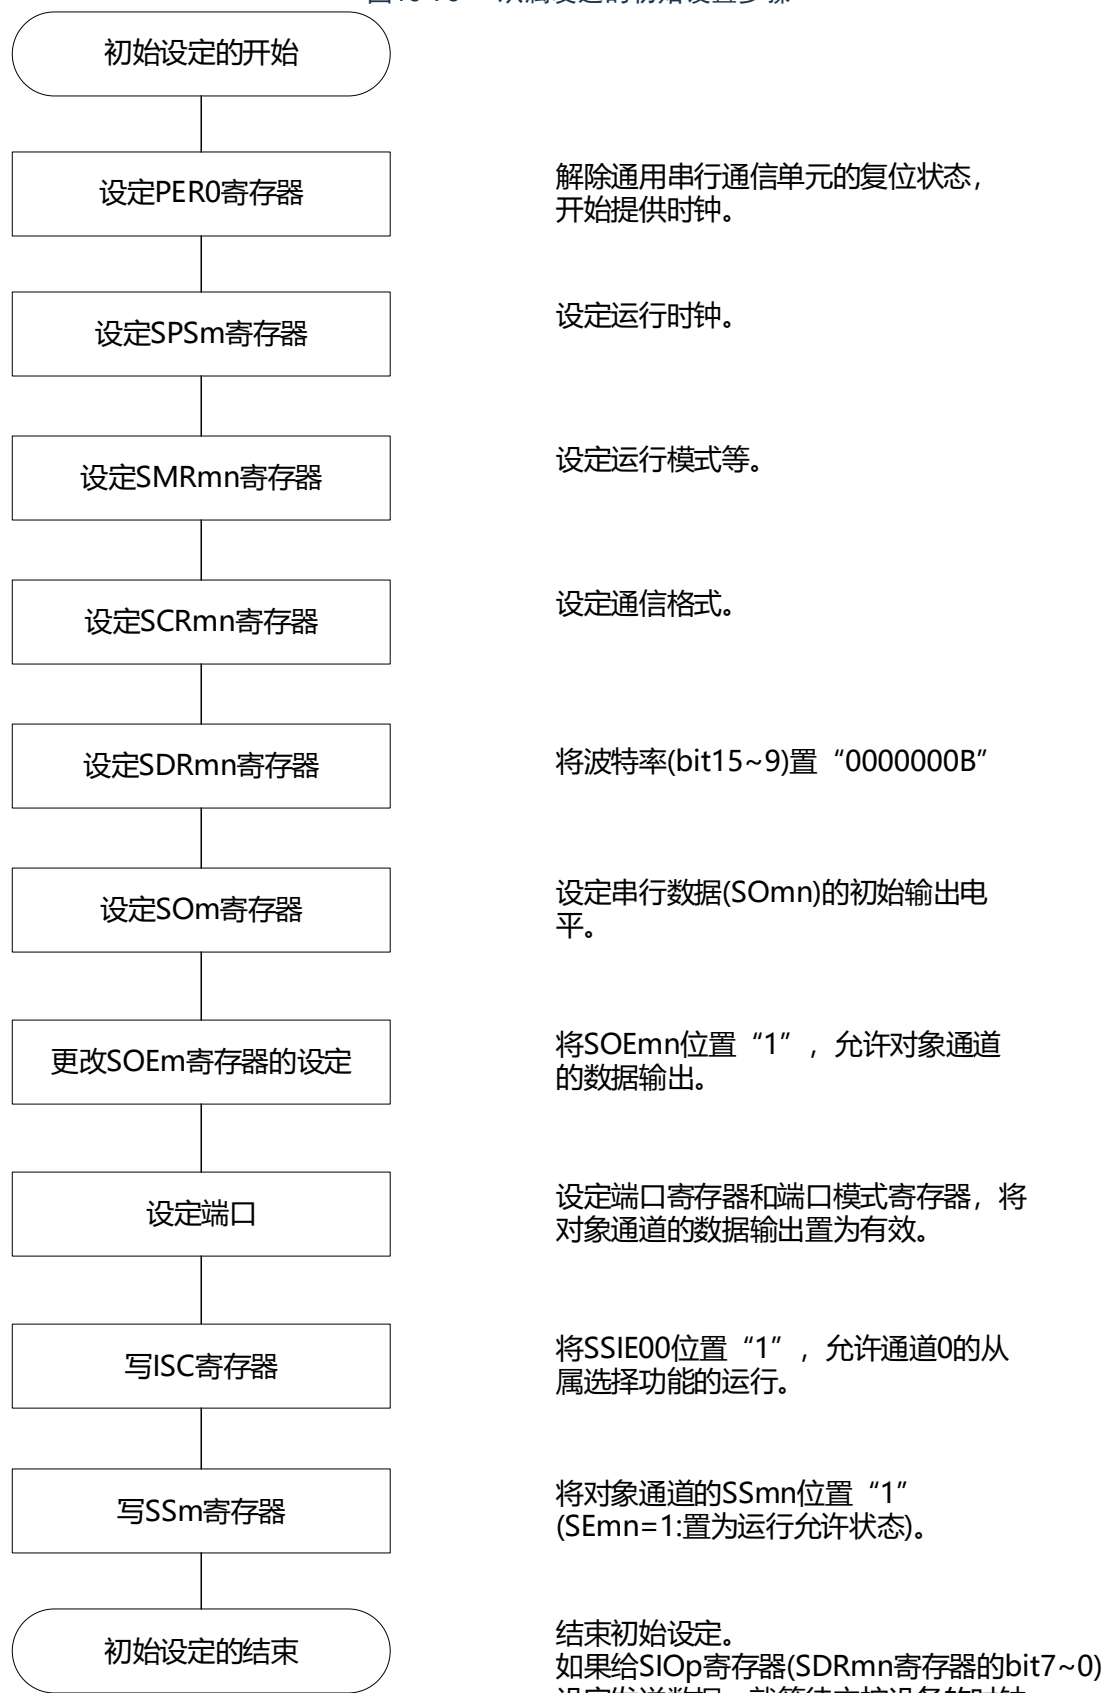 初始设定的开始
设定PER0寄存器
解除通用串行通信单元的复位状态，
开始提供时钟。
设定SPSm寄存器
设定运行时钟。
设定SMRmn寄存器
设定运行模式等。
设定SCRmn寄存器
设定通信格式。
设定SDRmn寄存器
将波特率(bit15~9)置“0000000B”
设定SOm寄存器
设定串行数据(SOmn)的初始输出电
平。
更改SOEm寄存器的设定
将SOEmn位置“1”，允许对象通道
的数据输出。
设定端口
设定端口寄存器和端口模式寄存器，将
对象通道的数据输出置为有效。
写ISC寄存器
将SSIE00位置“1”，允许通道0的从
属选择功能的运行。
写SSm寄存器
将对象通道的SSmn位置“1”
(SEmn=1:置为运行允许状态)。
初始设定的结束
结束初始设定。
如果给SIOp寄存器(SDRmn寄存器的bit7~0)